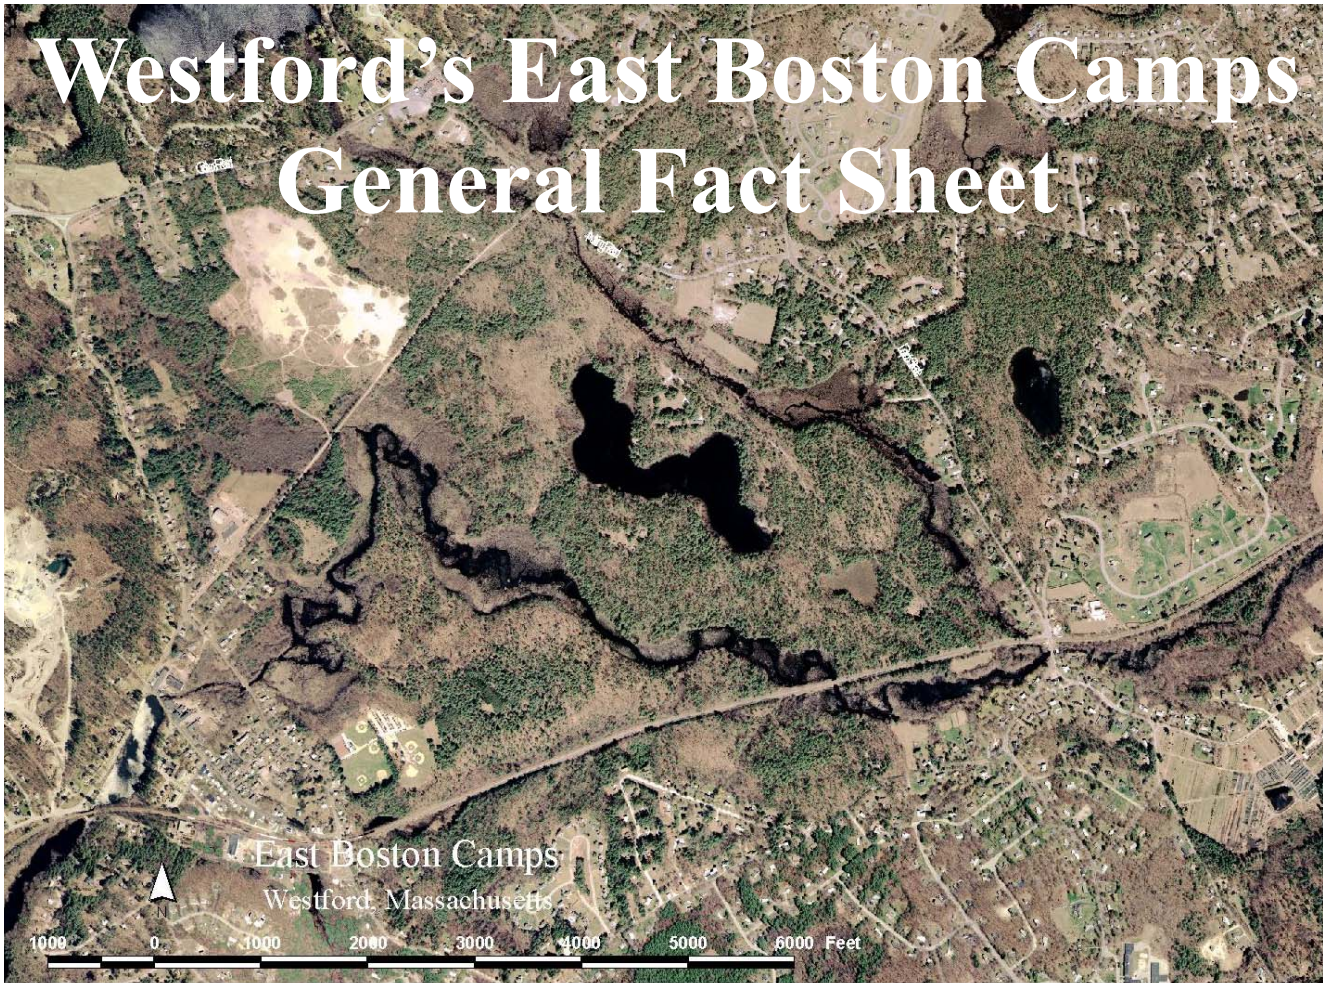 Westford’s East Boston Camps
General Fact Sheet
East Boston Camps
Westford, Massachusetts
N
1000 0 1000 2000 3000 4000 5000 6000 Feet